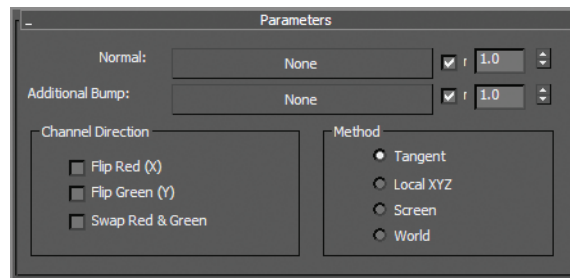 Parameters
Normal: None r 1.0
Additional Bump: None r 1.0
Channel Direction
Flip Red (X)
Flip Green (Y)
Swap Red & Green
Method
Tangent
Local XYZ
Screen
World